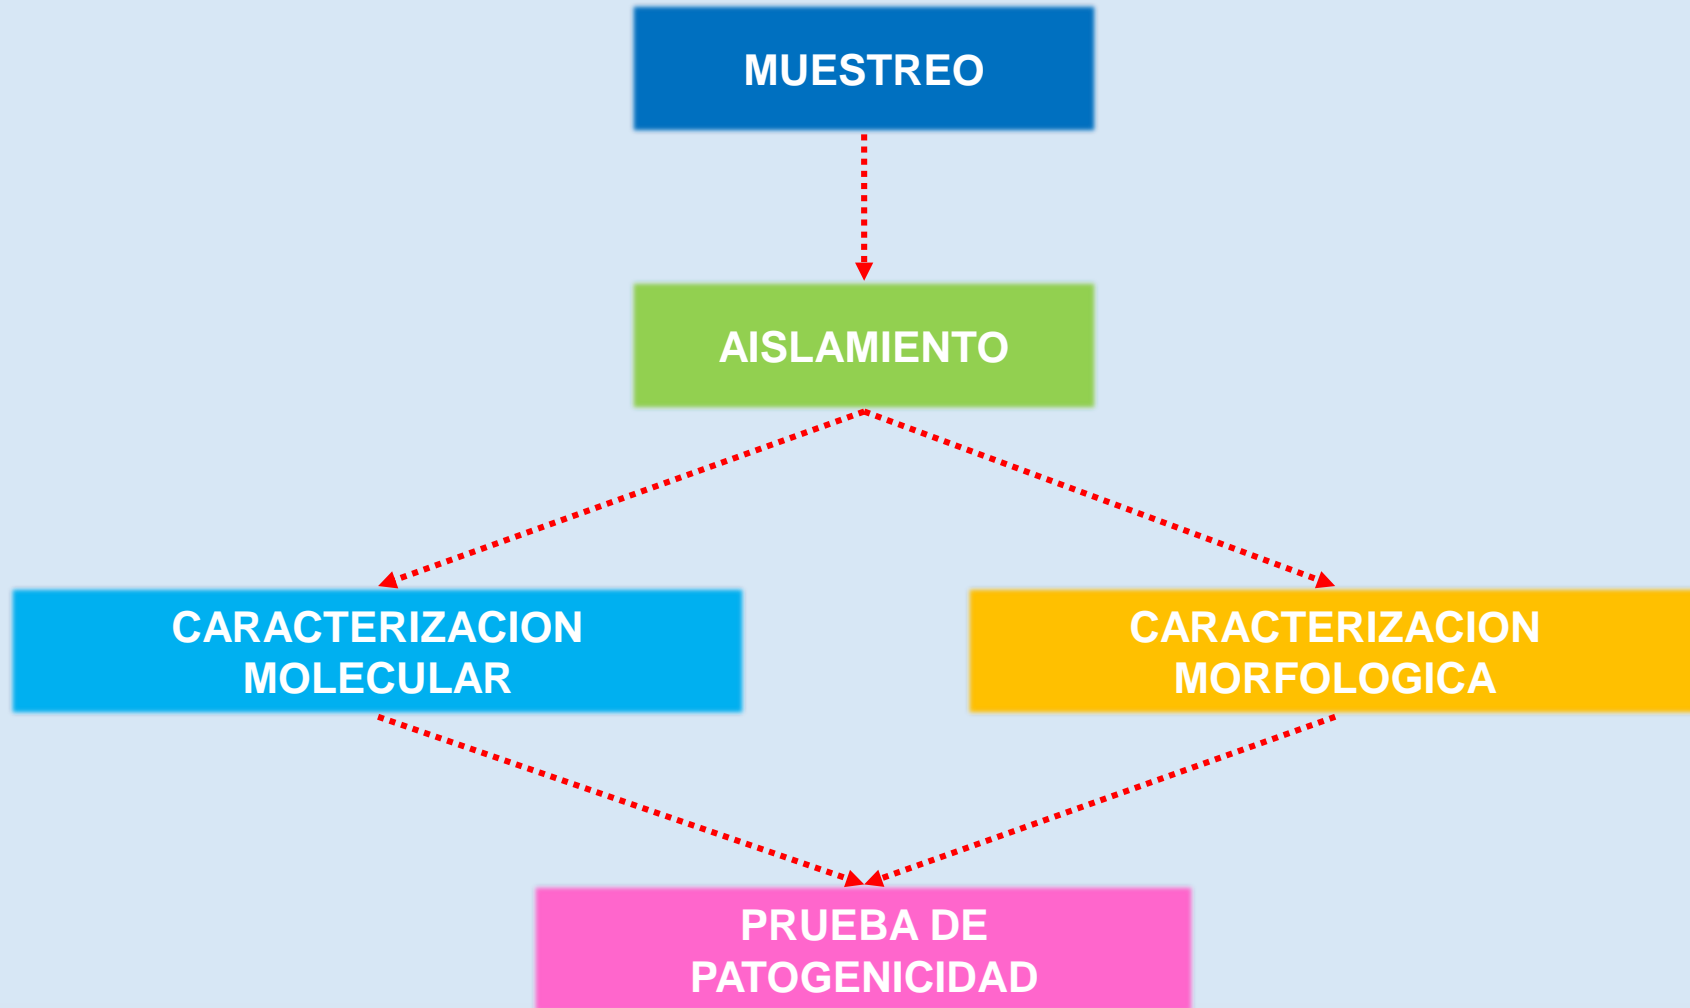 MUESTREO
AISLAMIENTO
CARACTERIZACION
MOLECULAR
CARACTERIZACION
MORFOLOGICA
PRUEBA DE
PATOGENICIDAD